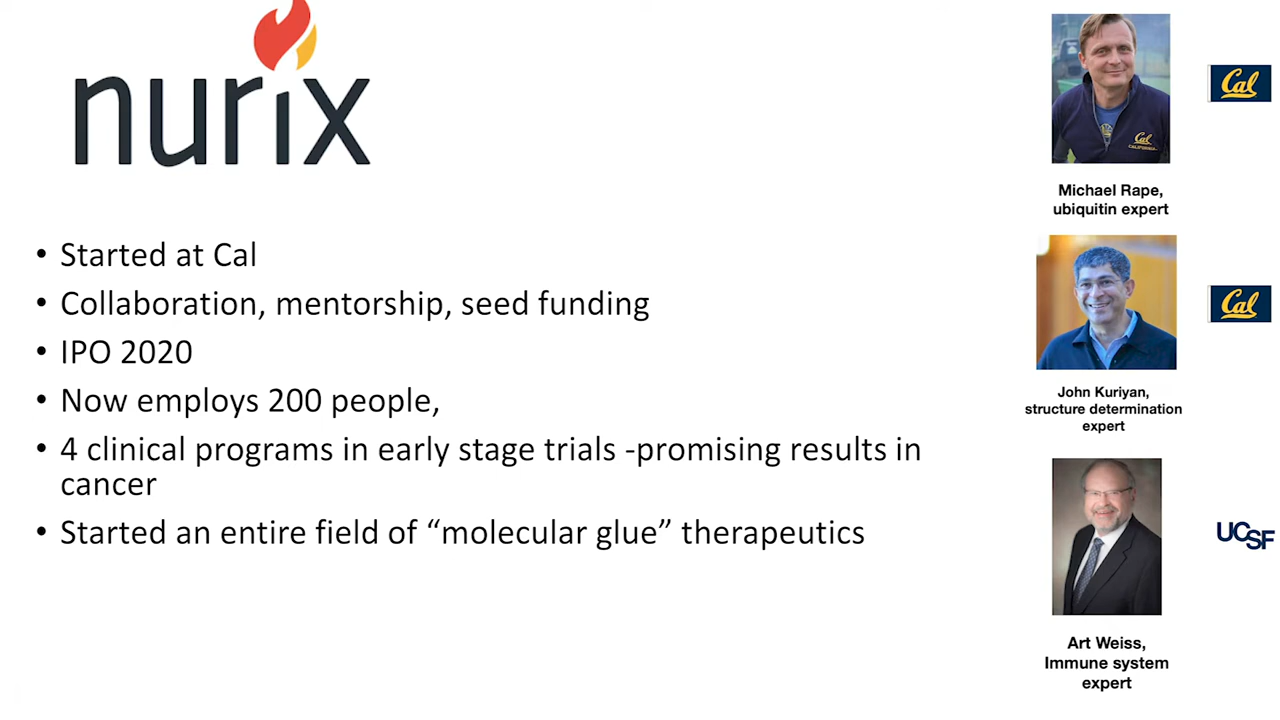 nurix
• Started at Cal
• Collaboration, mentorship, seed funding
• IPO 2020
• Now employs 200 people,
• 4 clinical programs in early stage trials -promising results in
cancer
• Started an entire field of “molecular glue” therapeutics
Cal
CALIFORNIA
Cal
Michael Rape,
ubiquitin expert
Cal
John Kuriyan,
structure determination
expert
UCSF
Art Weiss,
Immune system
expert